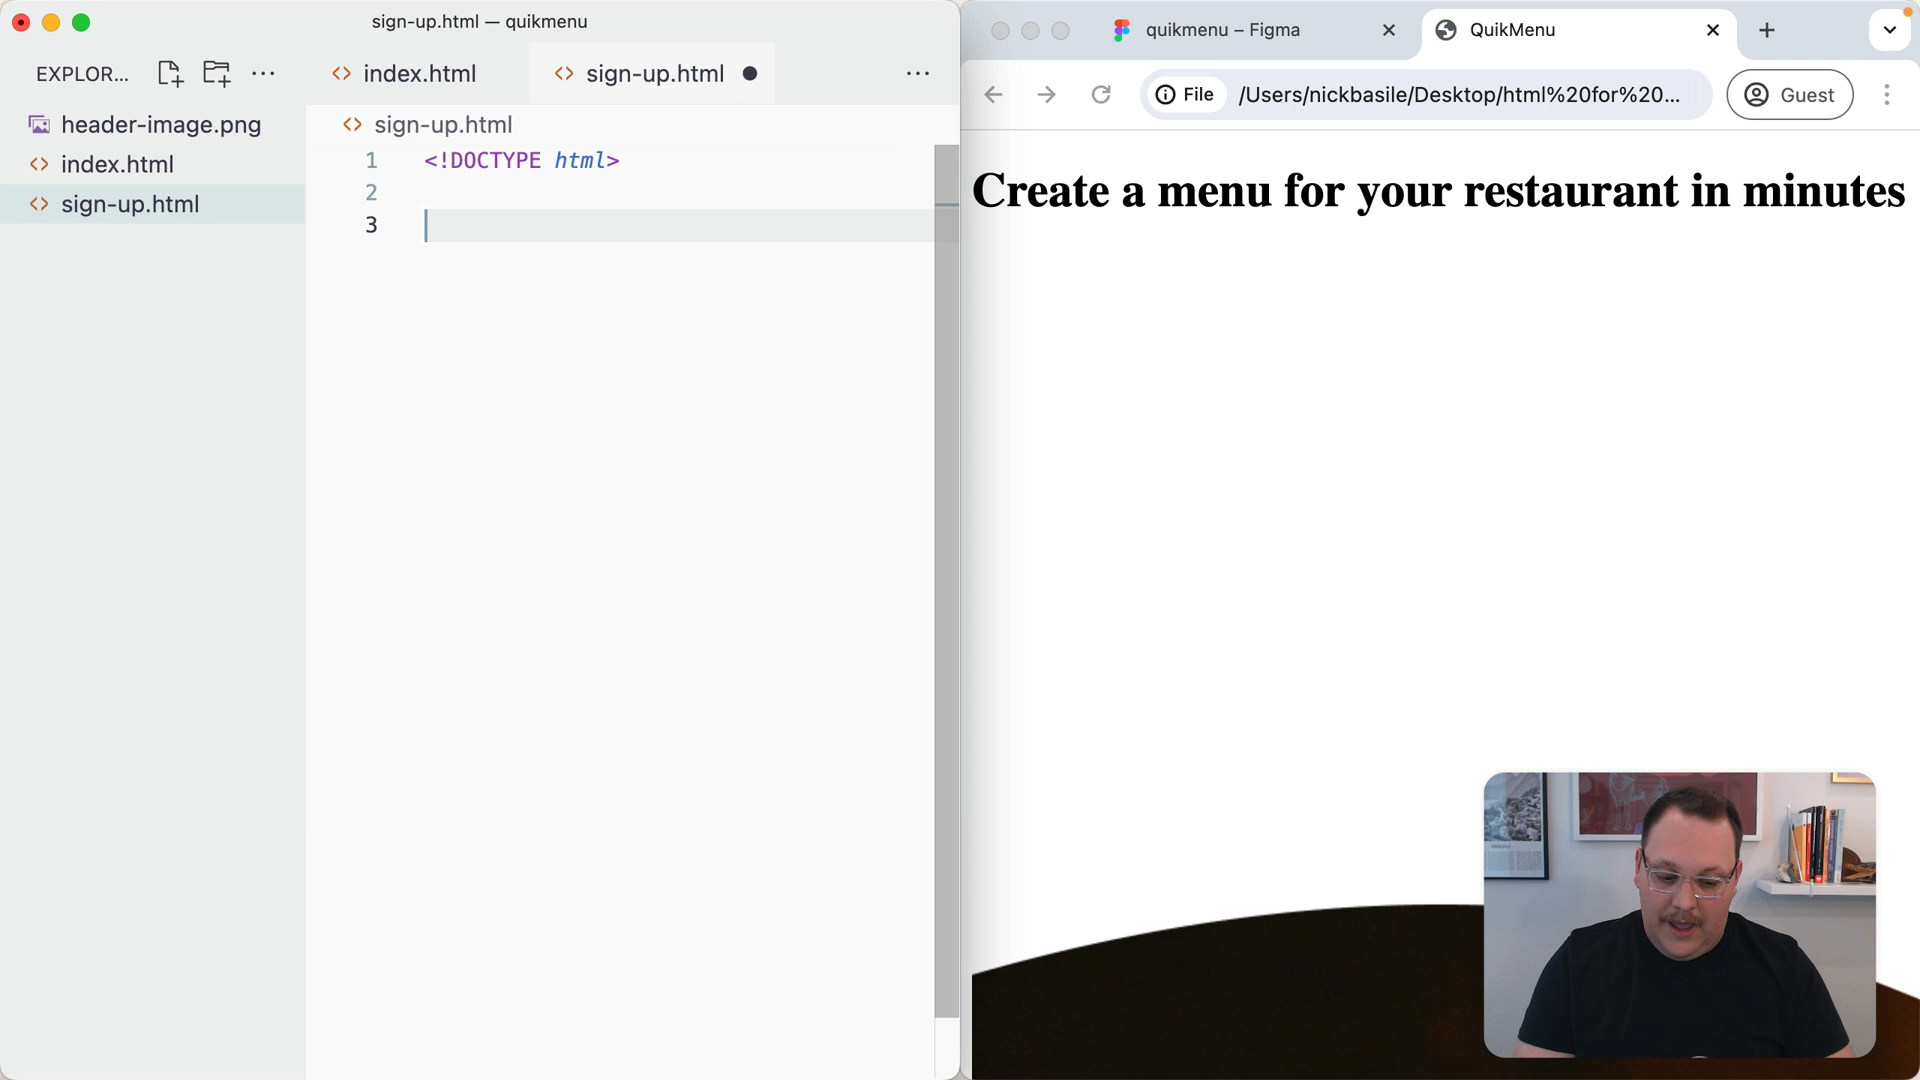 sign-up.html — quikmenu
EXPLOR...
header-image.png
index.html
sign-up.html
index.html
sign-up.html
sign-up.html
1 <!DOCTYPE html>
2
3
quikmenu – Figma
QuikMenu
File
/Users/nickbasile/Desktop/html%20for%20...
Guest
Create a menu for your restaurant in minutes